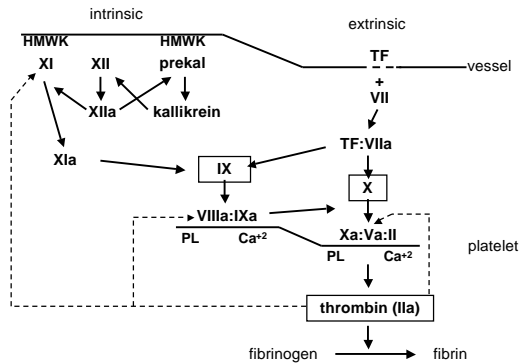 intrinsic
extrinsic
HMWK HMWK
TF
XI XII prekal
vessel
+
VII
XIIa kallikrein
TF:VIIa
XIa
IX
X
VIIIa:IXa
Xa:Va:II
PL Ca+2
platelet
PL Ca+2
thrombin (IIa)
fibrinogen fibrin